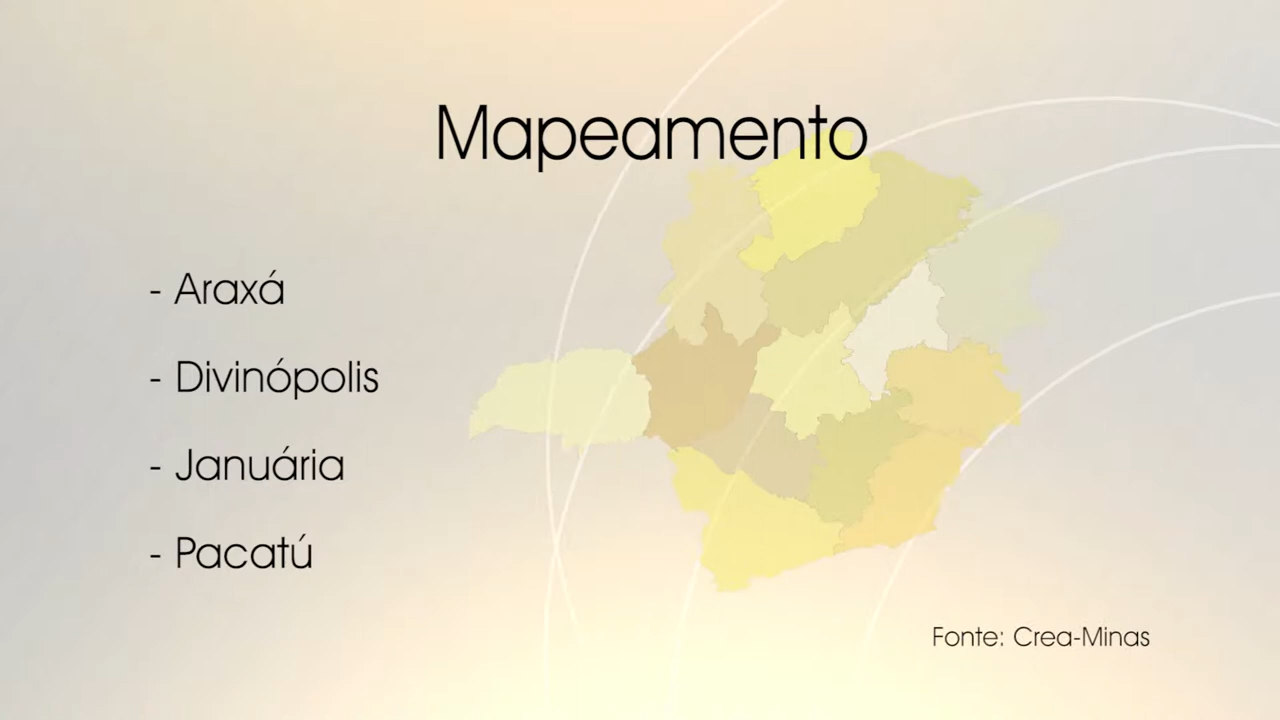 Mapeamento
- Araxá
- Divinópolis
- Januária
- Pacatú
Fonte: Crea-Minas